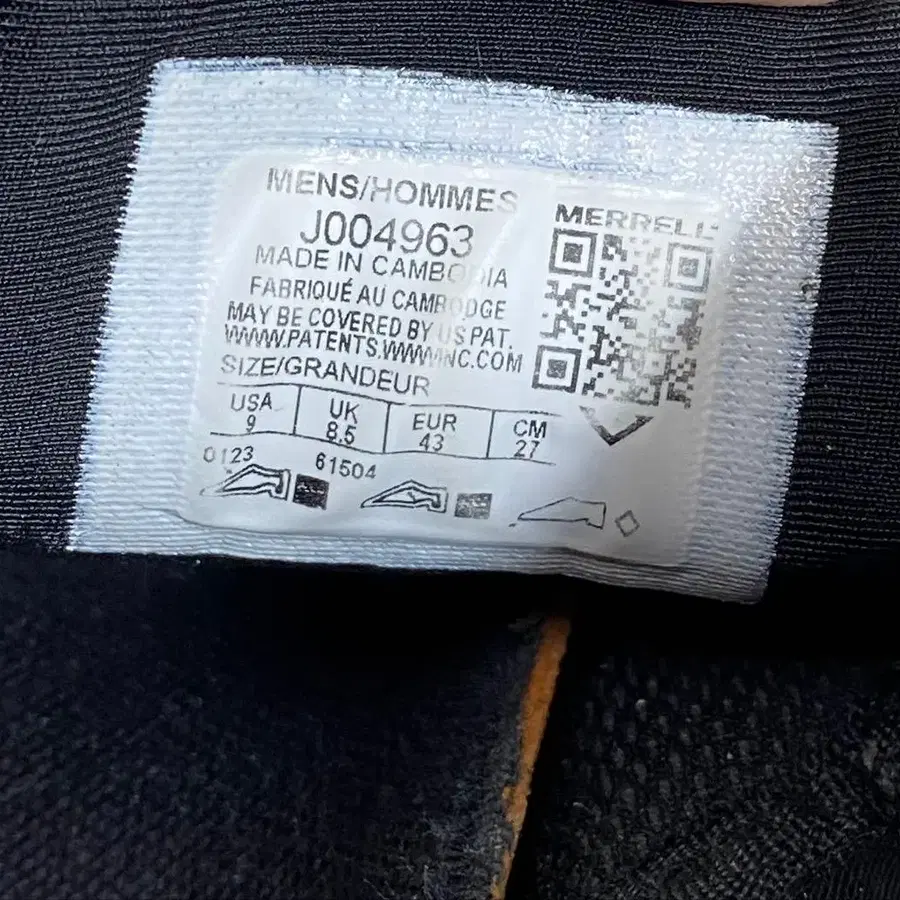 MENS/HOMMES
J004963
MADE IN CAMBODIA
FABRIQUÉ AU CAMBODGE
MAY BE COVERED BY US PAT.
WWW.PATENTS.WWWINC.COM
SIZE/GRANDEUR
USA UK EUR CM
9 8.5 43 27
0123 61504
MERRELL